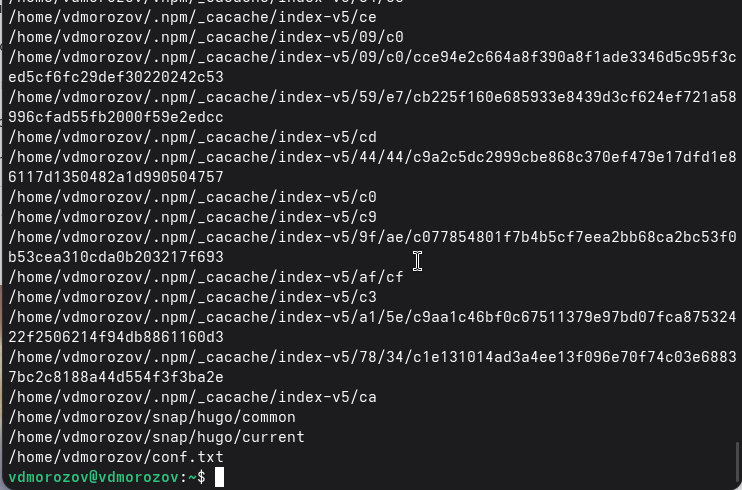 /home/vdmorozov/.npm/_cacache/index-v5/ce
/home/vdmorozov/.npm/_cacache/index-v5/09/c0
/home/vdmorozov/.npm/_cacache/index-v5/09/c0/cce94e2c664a8f390a8f1ade3346d5c95f3c
ed5cf6fc29def30220242c53
/home/vdmorozov/.npm/_cacache/index-v5/59/e7/cb225f160e685933e8439d3cf624ef721a58
996cfad55fb2000f59e2edcc
/home/vdmorozov/.npm/_cacache/index-v5/cd
/home/vdmorozov/.npm/_cacache/index-v5/44/44/c9a2c5dc2999cbe868c370ef479e17dfd1e8
6117d1350482a1d990504757
/home/vdmorozov/.npm/_cacache/index-v5/c0
/home/vdmorozov/.npm/_cacache/index-v5/c9
/home/vdmorozov/.npm/_cacache/index-v5/9f/ae/c077854801f7b4b5cf7eea2bb68ca2bc53f0
b53cea310cda0b203217f693
/home/vdmorozov/.npm/_cacache/index-v5/af/cf
/home/vdmorozov/.npm/_cacache/index-v5/c3
/home/vdmorozov/.npm/_cacache/index-v5/a1/5e/c9aa1c46bf0c67511379e97bd07fca875324
22f2506214f94db8861160d3
/home/vdmorozov/.npm/_cacache/index-v5/78/34/c1e131014ad3a4ee13f096e70f74c03e6883
7bc2c8188a44d554f3f3ba2e
/home/vdmorozov/.npm/_cacache/index-v5/ca
/home/vdmorozov/snap/hugo/common
/home/vdmorozov/snap/hugo/current
/home/vdmorozov/conf.txt
vdmorozov@vdmorozov:~$